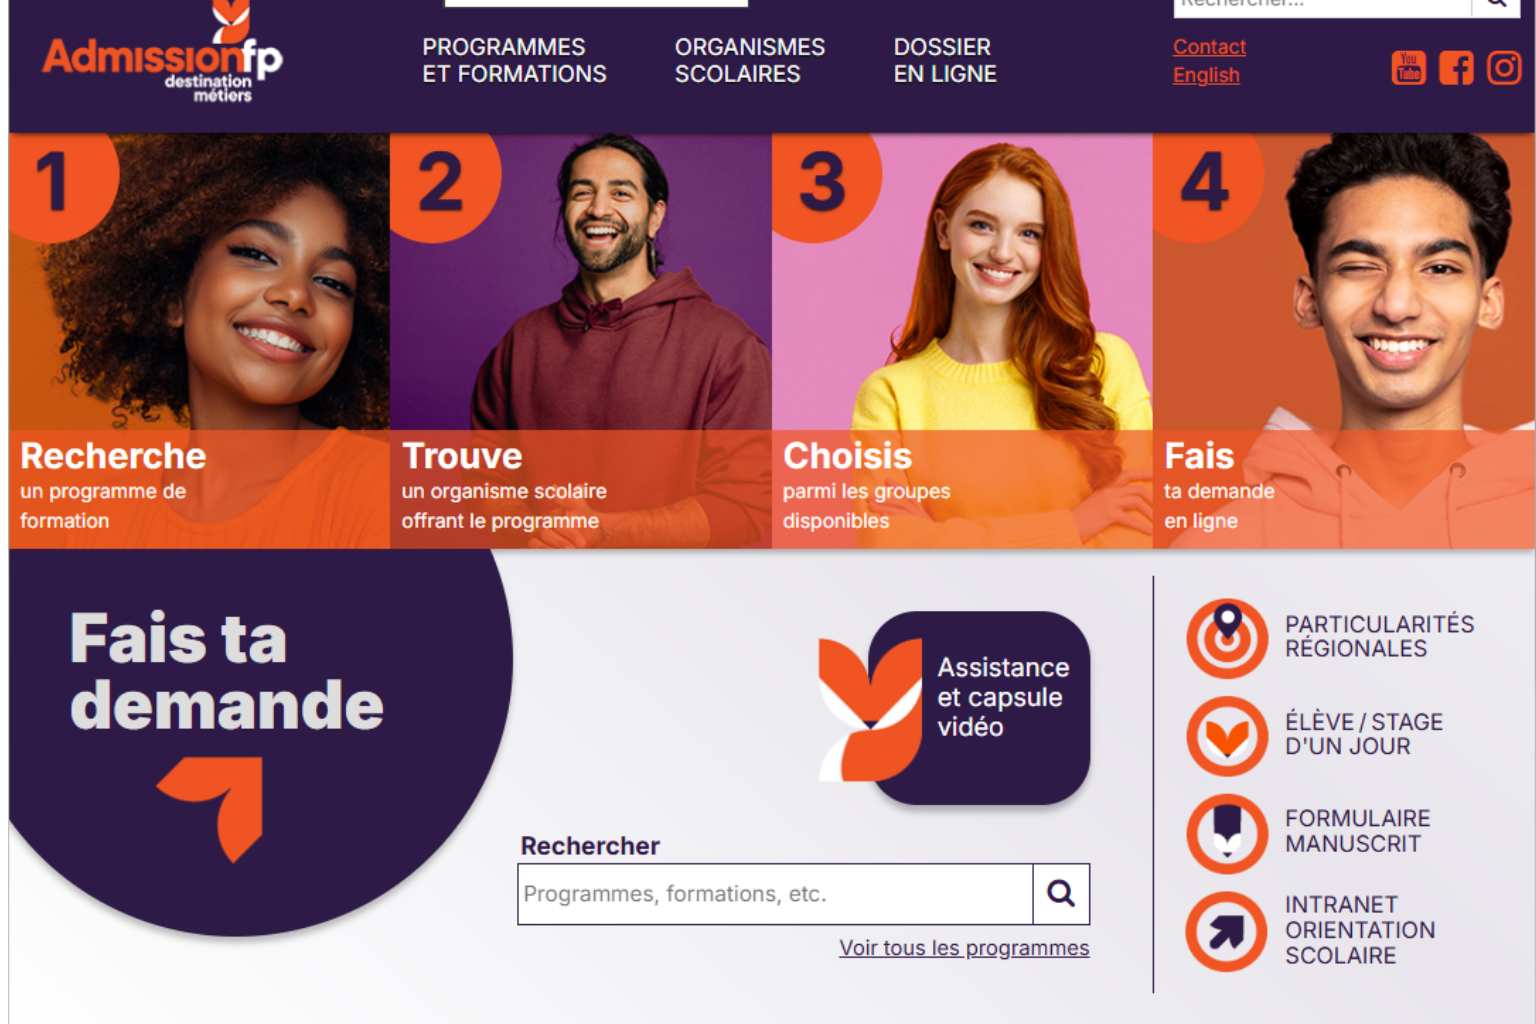 Rechercher...
Admissionfp
destination
métiers
PROGRAMMES
ET FORMATIONS
ORGANISMES
SCOLAIRES
DOSSIER
EN LIGNE
Contact
English
You
Tube
1
2
3
4
Recherche
un programme de
formation
Trouve
un organisme scolaire
offrant le programme
Choisis
parmi les groupes
disponibles
Fais
ta demande
en ligne
Fais ta
demande
Assistance
et capsule
vidéo
Rechercher
Programmes, formations, etc.
Voir tous les programmes
PARTICULARITÉS
RÉGIONALES
ÉLÈVE / STAGE
D'UN JOUR
FORMULAIRE
MANUSCRIT
INTRANET
ORIENTATION
SCOLAIRE